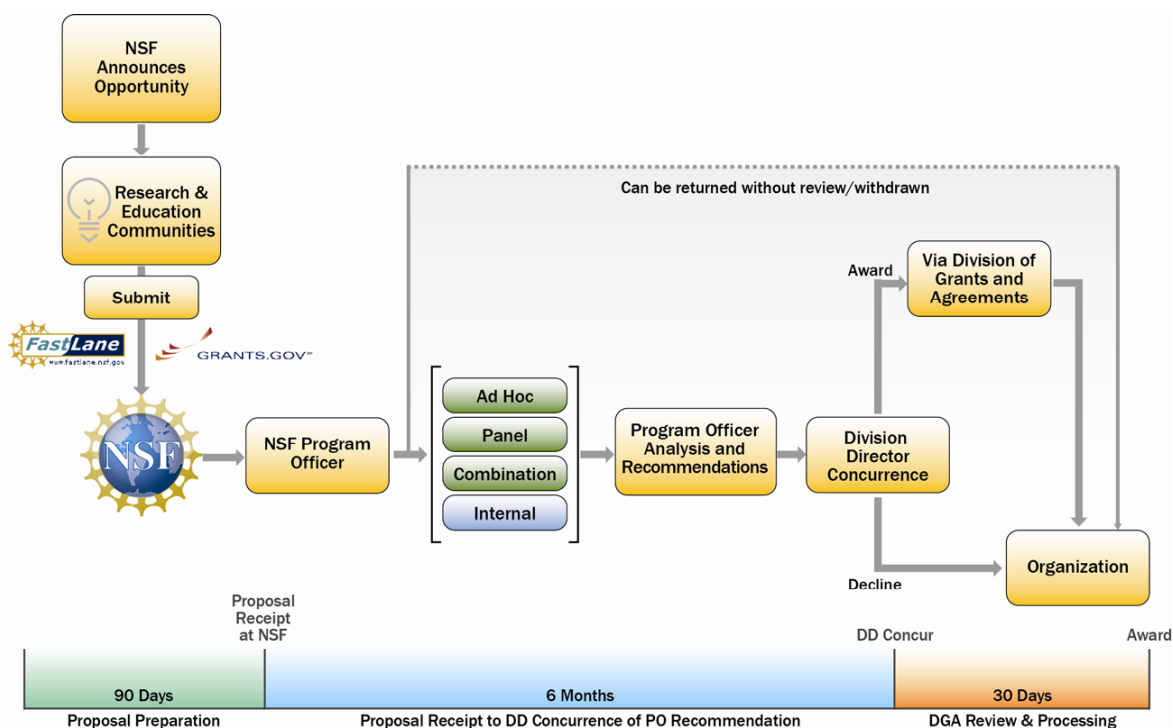 NSF
Announces
Opportunity
Research &
Education
Communities
Submit
FastLane
www.fastlane.nsf.gov
GRANTS.GOV℠
NSF
NSF Program
Officer
Can be returned without review/withdrawn
Ad Hoc
Panel
Combination
Internal
Program Officer
Analysis and
Recommendations
Division
Director
Concurrence
Award
Via Division of
Grants and
Agreements
Decline
Organization
Proposal
Receipt
at NSF
DD Concur
Award
90 Days
6 Months
30 Days
Proposal Preparation
Proposal Receipt to DD Concurrence of PO Recommendation
DGA Review & Processing